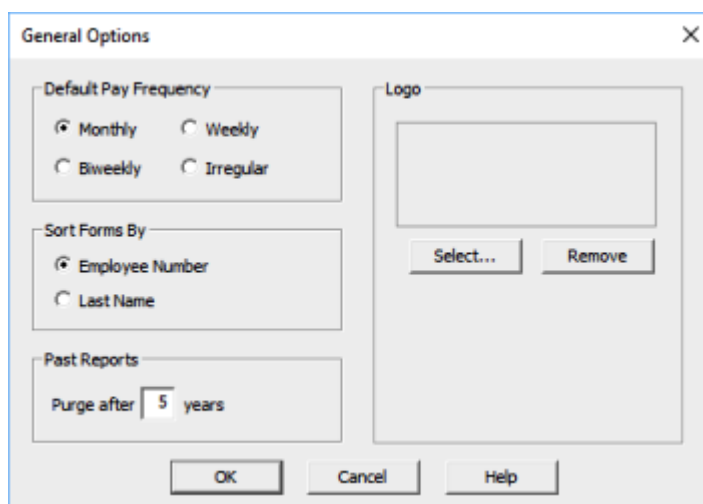 General Options
Default Pay Frequency
Monthly
Weekly
Biweekly
Irregular
Sort Forms By
Employee Number
Last Name
Past Reports
Purge after 5 years
Logo
Select...
Remove
OK
Cancel
Help